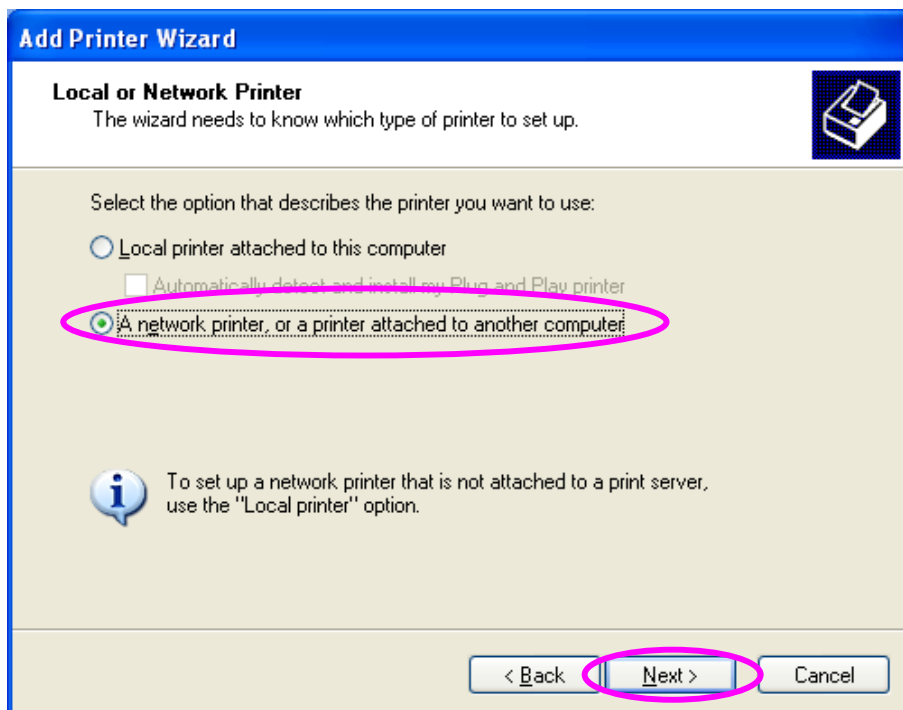 Add Printer Wizard
Local or Network Printer
The wizard needs to know which type of printer to set up.
Select the option that describes the printer you want to use:
Local printer attached to this computer
Automatically detect and install my Plug and Play printer
A network printer, or a printer attached to another computer
To set up a network printer that is not attached to a print server,
use the "Local printer" option.
< Back
Next >
Cancel